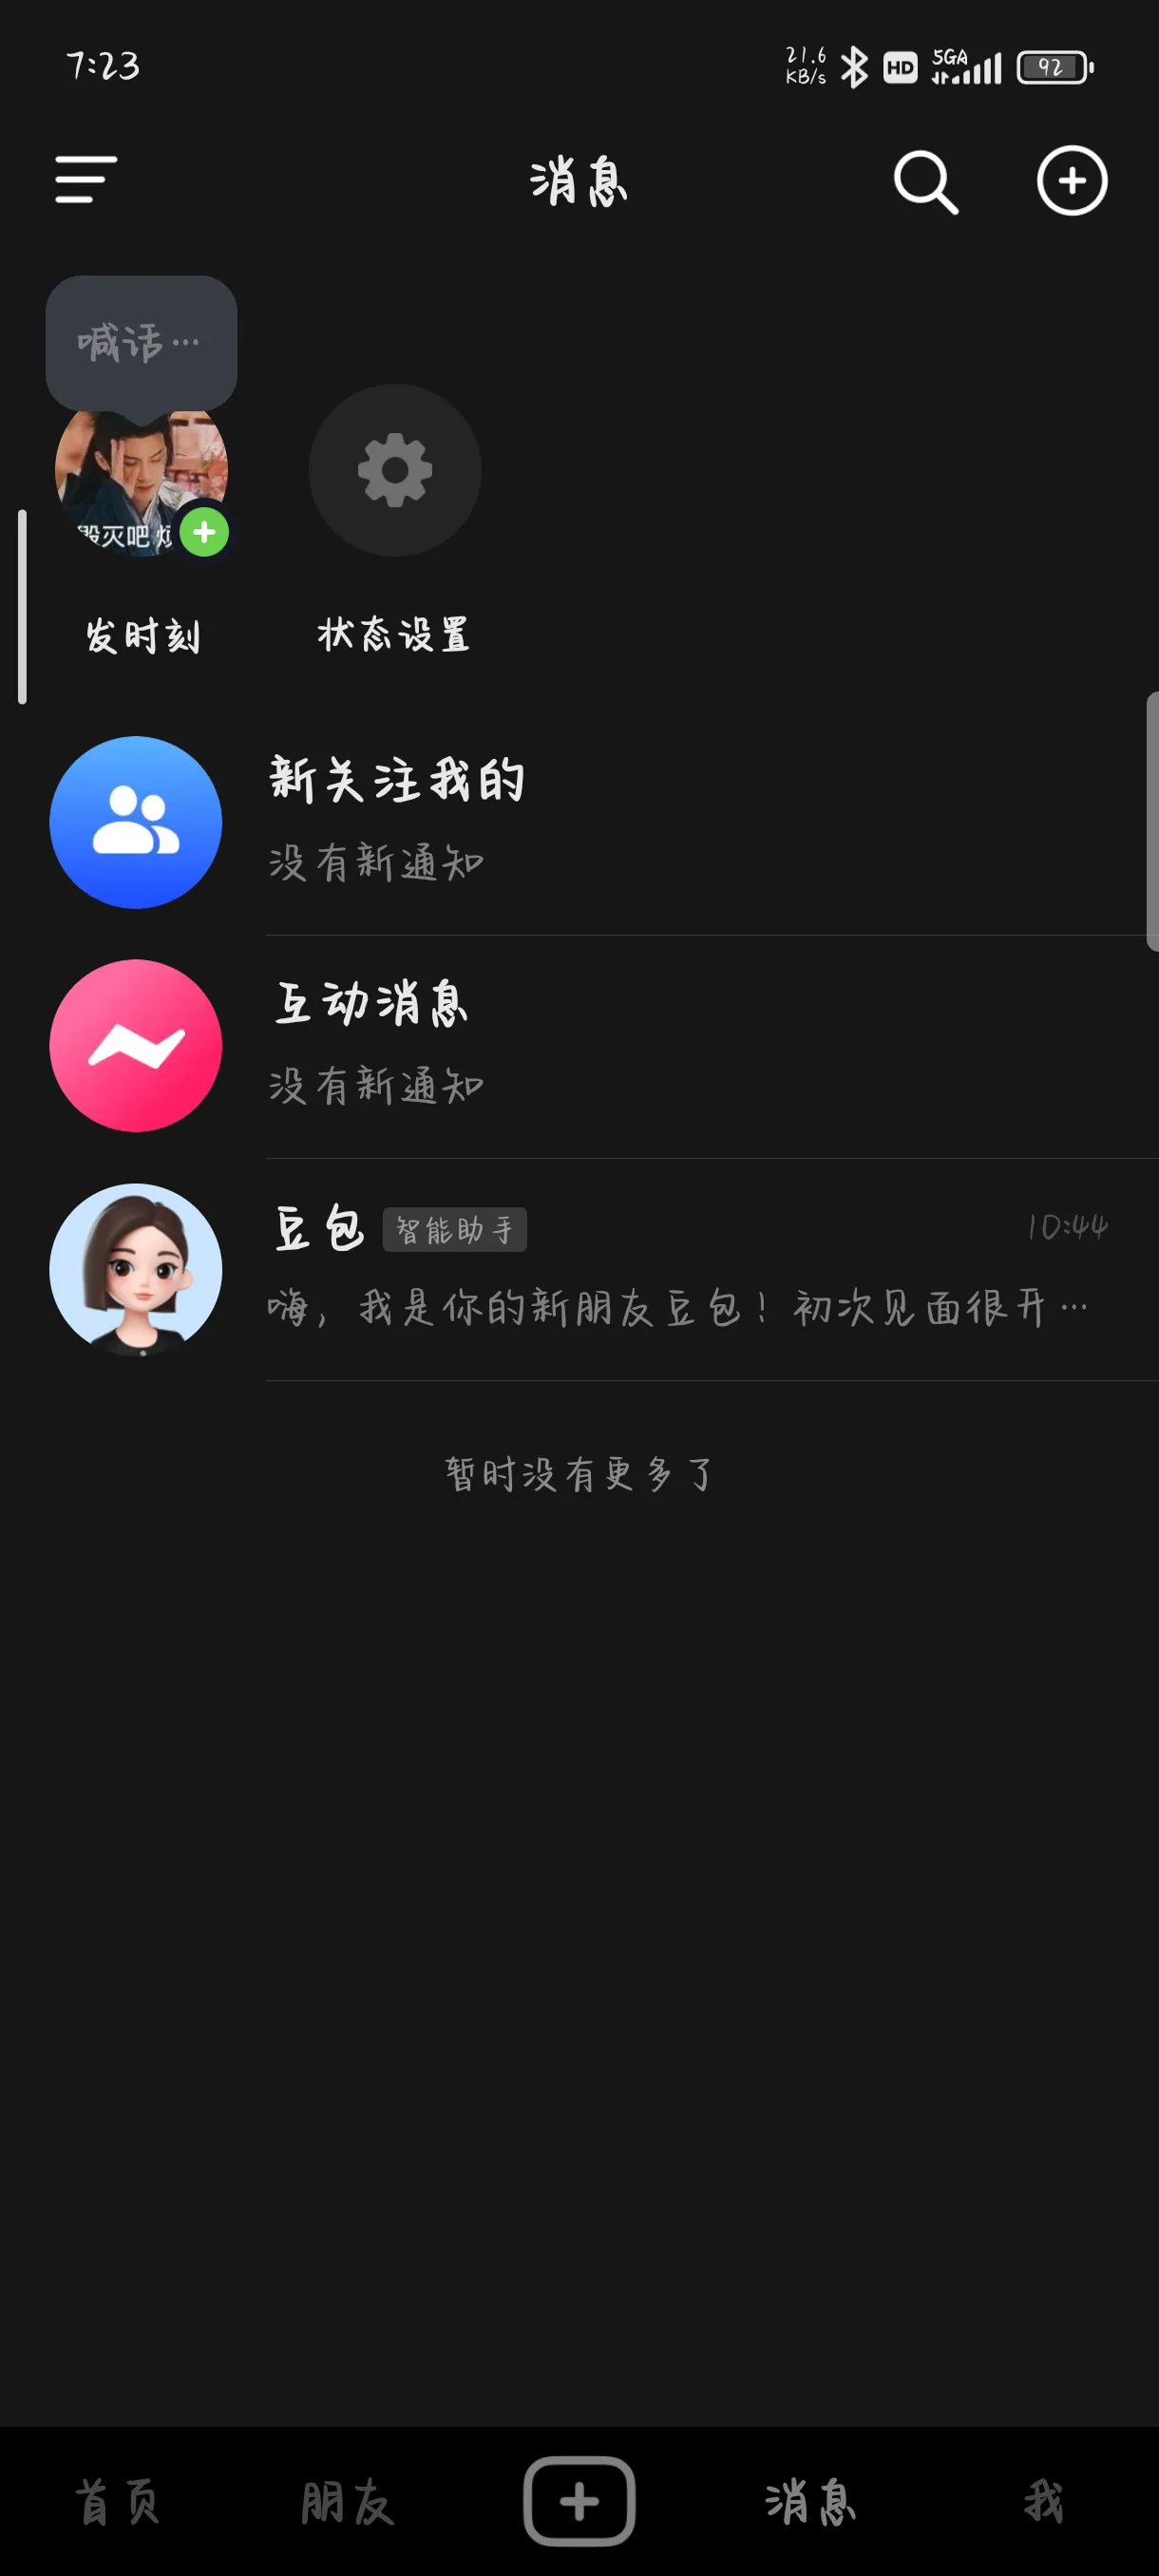 7:23
21.6
KB/s
HD
5GA
92
消息
喊话…
毁灭吧
发时刻
状态设置
新关注我的
没有新通知
互动消息
没有新通知
豆包 智能助手 10:44
嗨，我是你的新朋友豆包！初次见面很开…
暂时没有更多了
首页 朋友 消息 我